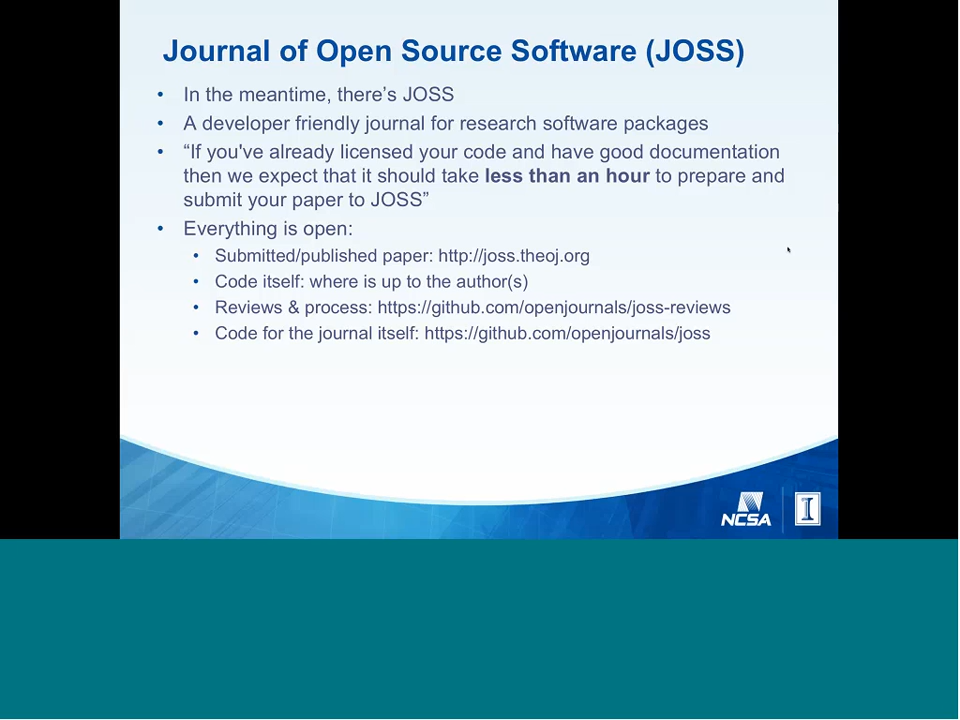 Journal of Open Source Software (JOSS)
• In the meantime, there’s JOSS
• A developer friendly journal for research software packages
• “If you've already licensed your code and have good documentation
then we expect that it should take less than an hour to prepare and
submit your paper to JOSS”
• Everything is open:
• Submitted/published paper: http://joss.theoj.org
• Code itself: where is up to the author(s)
• Reviews & process: https://github.com/openjournals/joss-reviews
• Code for the journal itself: https://github.com/openjournals/joss
NCSA
I